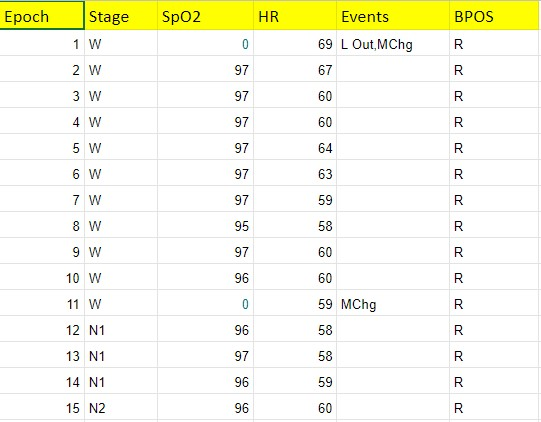 Epoch Stage SpO2 HR Events BPOS
1 W 0 69 L Out,MChg R
2 W 97 67 R
3 W 97 60 R
4 W 97 60 R
5 W 97 64 R
6 W 97 63 R
7 W 97 59 R
8 W 95 58 R
9 W 97 60 R
10 W 96 60 R
11 W 0 59 MChg R
12 N1 96 58 R
13 N1 97 58 R
14 N1 96 59 R
15 N2 96 60 R